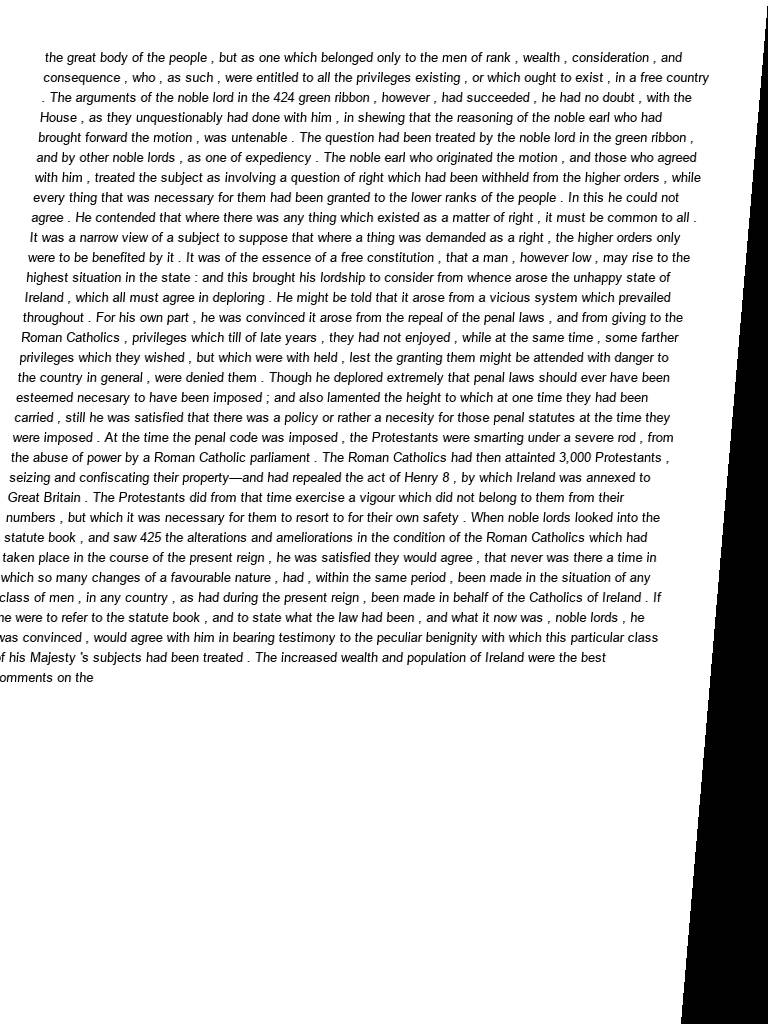 the great body of the people , but as one which belonged only to the men of rank , wealth , consideration , and
consequence , who , as such , were entitled to all the privileges existing , or which ought to exist , in a free country
. The arguments of the noble lord in the 424 green ribbon , however , had succeeded , he had no doubt , with the
House , as they unquestionably had done with him , in shewing that the reasoning of the noble earl who had
brought forward the motion , was untenable . The question had been treated by the noble lord in the green ribbon ,
and by other noble lords , as one of expediency . The noble earl who originated the motion , and those who agreed
with him , treated the subject as involving a question of right which had been withheld from the higher orders , while
every thing that was necessary for them had been granted to the lower ranks of the people . In this he could not
agree . He contended that where there was any thing which existed as a matter of right , it must be common to all .
It was a narrow view of a subject to suppose that where a thing was demanded as a right , the higher orders only
were to be benefited by it . It was of the essence of a free constitution , that a man , however low , may rise to the
highest situation in the state : and this brought his lordship to consider from whence arose the unhappy state of
Ireland , which all must agree in deploring . He might be told that it arose from a vicious system which prevailed
throughout . For his own part , he was convinced it arose from the repeal of the penal laws , and from giving to the
Roman Catholics , privileges which till of late years , they had not enjoyed , while at the same time , some farther
privileges which they wished , but which were with held , lest the granting them might be attended with danger to
the country in general , were denied them . Though he deplored extremely that penal laws should ever have been
esteemed necesary to have been imposed ; and also lamented the height to which at one time they had been
carried , still he was satisfied that there was a policy or rather a necesity for those penal statutes at the time they
were imposed . At the time the penal code was imposed , the Protestants were smarting under a severe rod , from
the abuse of power by a Roman Catholic parliament . The Roman Catholics had then attainted 3,000 Protestants ,
seizing and confiscating their property—and had repealed the act of Henry 8 , by which Ireland was annexed to
Great Britain . The Protestants did from that time exercise a vigour which did not belong to them from their
numbers , but which it was necessary for them to resort to for their own safety . When noble lords looked into the
statute book , and saw 425 the alterations and ameliorations in the condition of the Roman Catholics which had
taken place in the course of the present reign , he was satisfied they would agree , that never was there a time in
which so many changes of a favourable nature , had , within the same period , been made in the situation of any
class of men , in any country , as had during the present reign , been made in behalf of the Catholics of Ireland . If
he were to refer to the statute book , and to state what the law had been , and what it now was , noble lords , he
was convinced , would agree with him in bearing testimony to the peculiar benignity with which this particular class
of his Majesty 's subjects had been treated . The increased wealth and population of Ireland were the best
omments on the